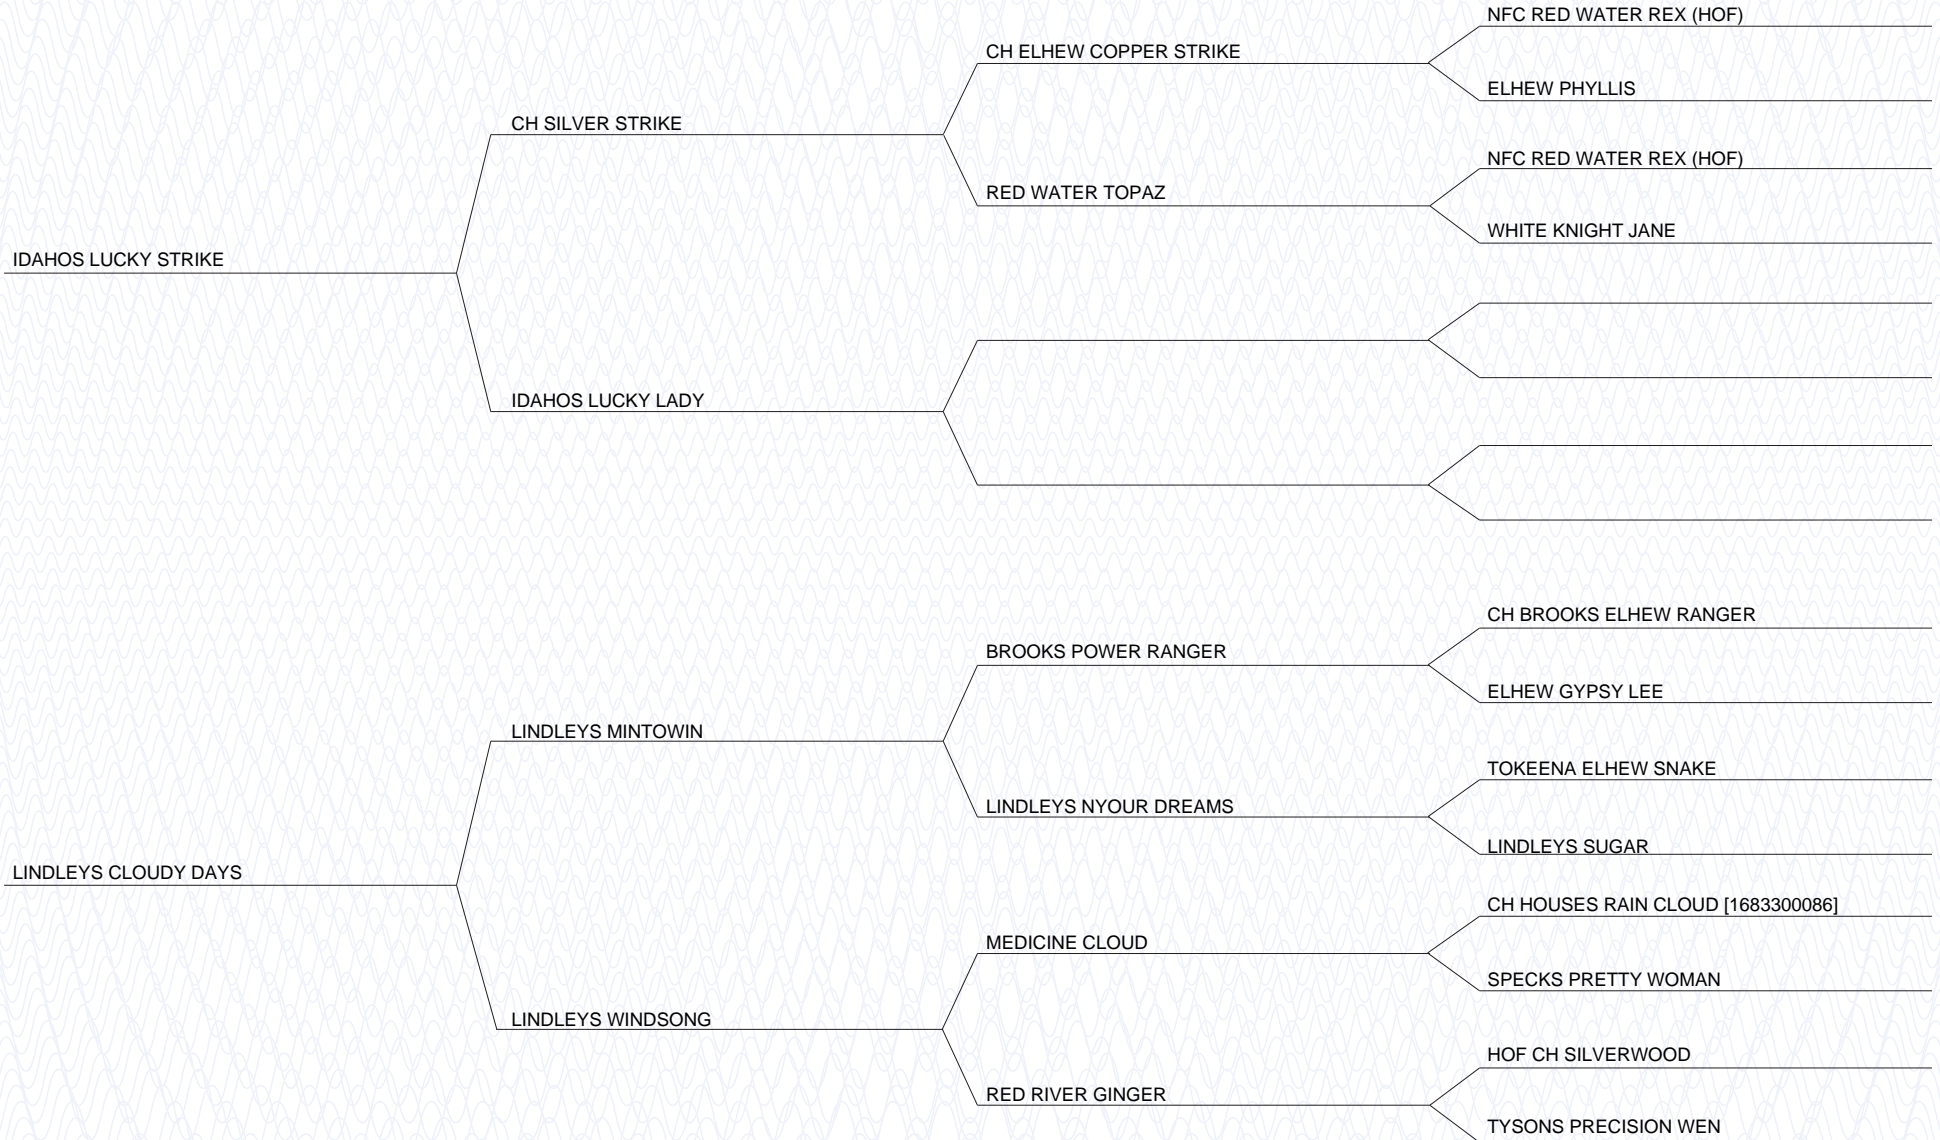 NFC RED WATER REX (HOF)
CH ELHEW COPPER STRIKE
ELHEW PHYLLIS
CH SILVER STRIKE
NFC RED WATER REX (HOF)
RED WATER TOPAZ
WHITE KNIGHT JANE
IDAHOS LUCKY STRIKE
IDAHOS LUCKY LADY
CH BROOKS ELHEW RANGER
BROOKS POWER RANGER
ELHEW GYPSY LEE
LINDLEYS MINTOWIN
TOKEENA ELHEW SNAKE
LINDLEYS NYOUR DREAMS
LINDLEYS SUGAR
LINDLEYS CLOUDY DAYS
CH HOUSES RAIN CLOUD [1683300086]
MEDICINE CLOUD
SPECKS PRETTY WOMAN
LINDLEYS WINDSONG
HOF CH SILVERWOOD
RED RIVER GINGER
TYSONS PRECISION WEN